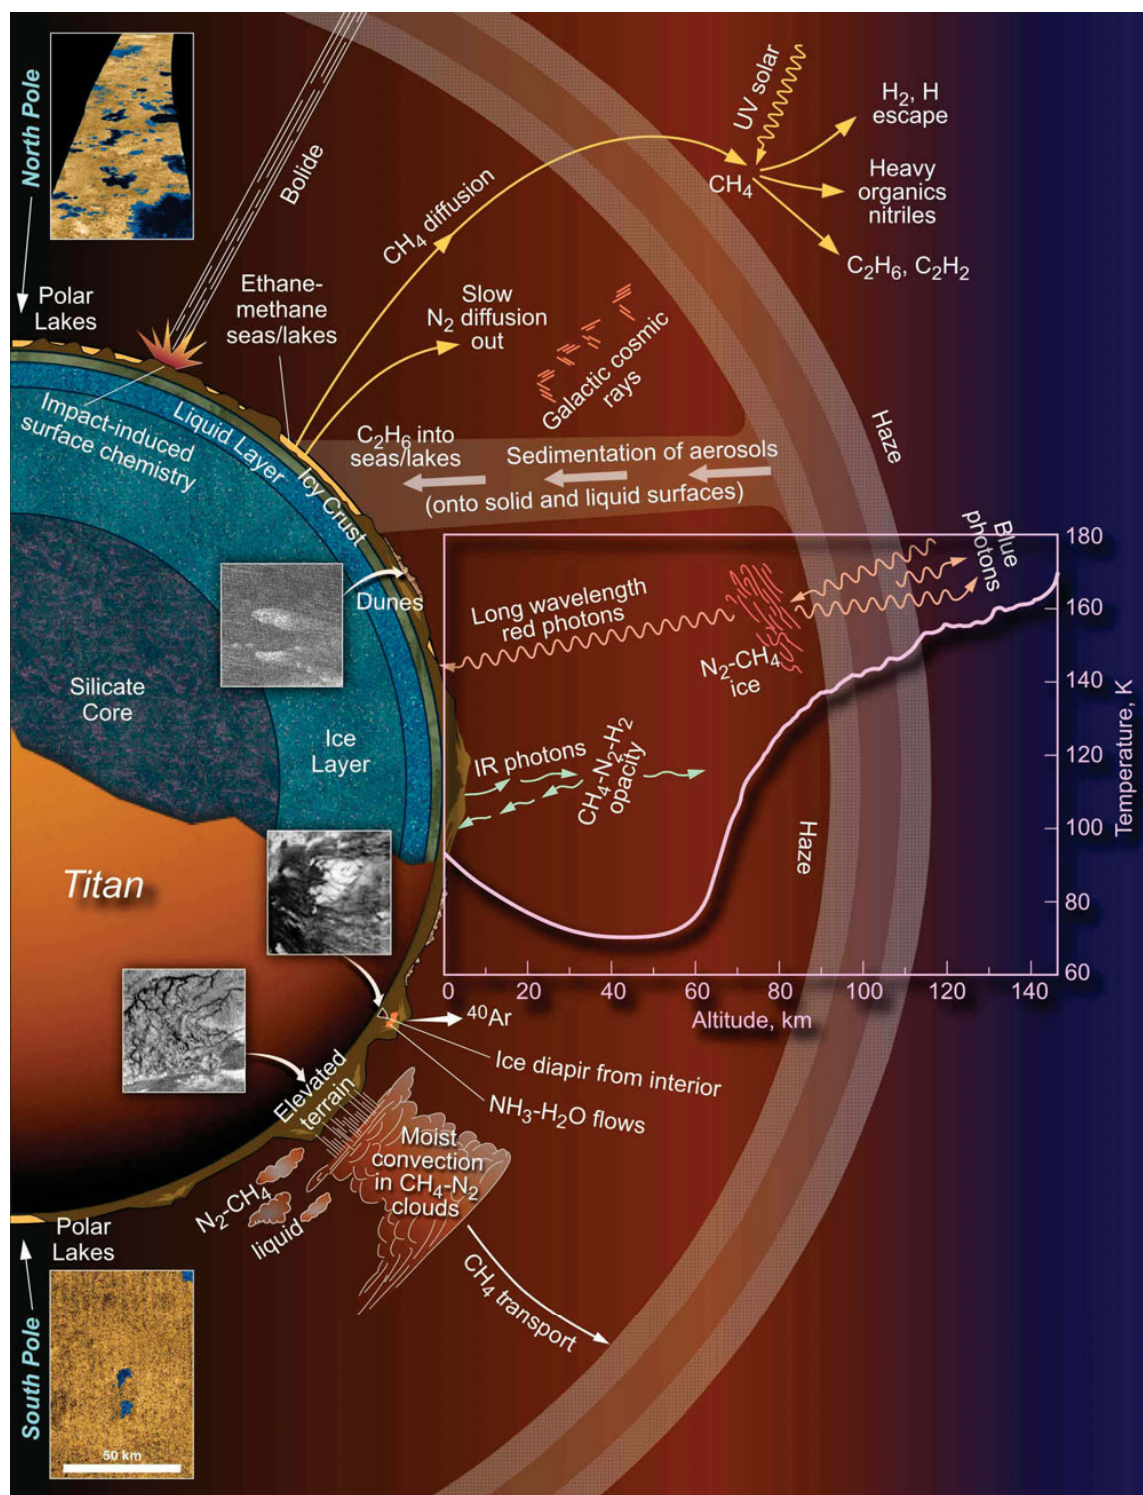 North Pole
Bolide
UV solar
H2, H
escape
CH4
Heavy
organics
nitriles
C2H6, C2H2
CH4 diffusion
Polar
Lakes
Ethane-
methane
seas/lakes
Slow
N2 diffusion
out
Galactic cosmic
rays
Impact-induced
surface chemistry
Liquid Layer
Icy Crust
C2H6 into
seas/lakes
Sedimentation of aerosols
(onto solid and liquid surfaces)
Haze
Blue
photons
Dunes
Long wavelength
red photons
N2-CH4
ice
Silicate
Core
Ice
Layer
IR photons
CH4-N2-H2
opacity
Haze
180
160
140
120
100
80
60
Temperature, K
0
20
40
60
80
100
120
140
Altitude, km
Titan
40Ar
Ice diapir from interior
NH3-H2O flows
Elevated
terrain
Moist
convection
in CH4-N2
clouds
N2-CH4
liquid
CH4 transport
Polar
Lakes
South Pole
50 km